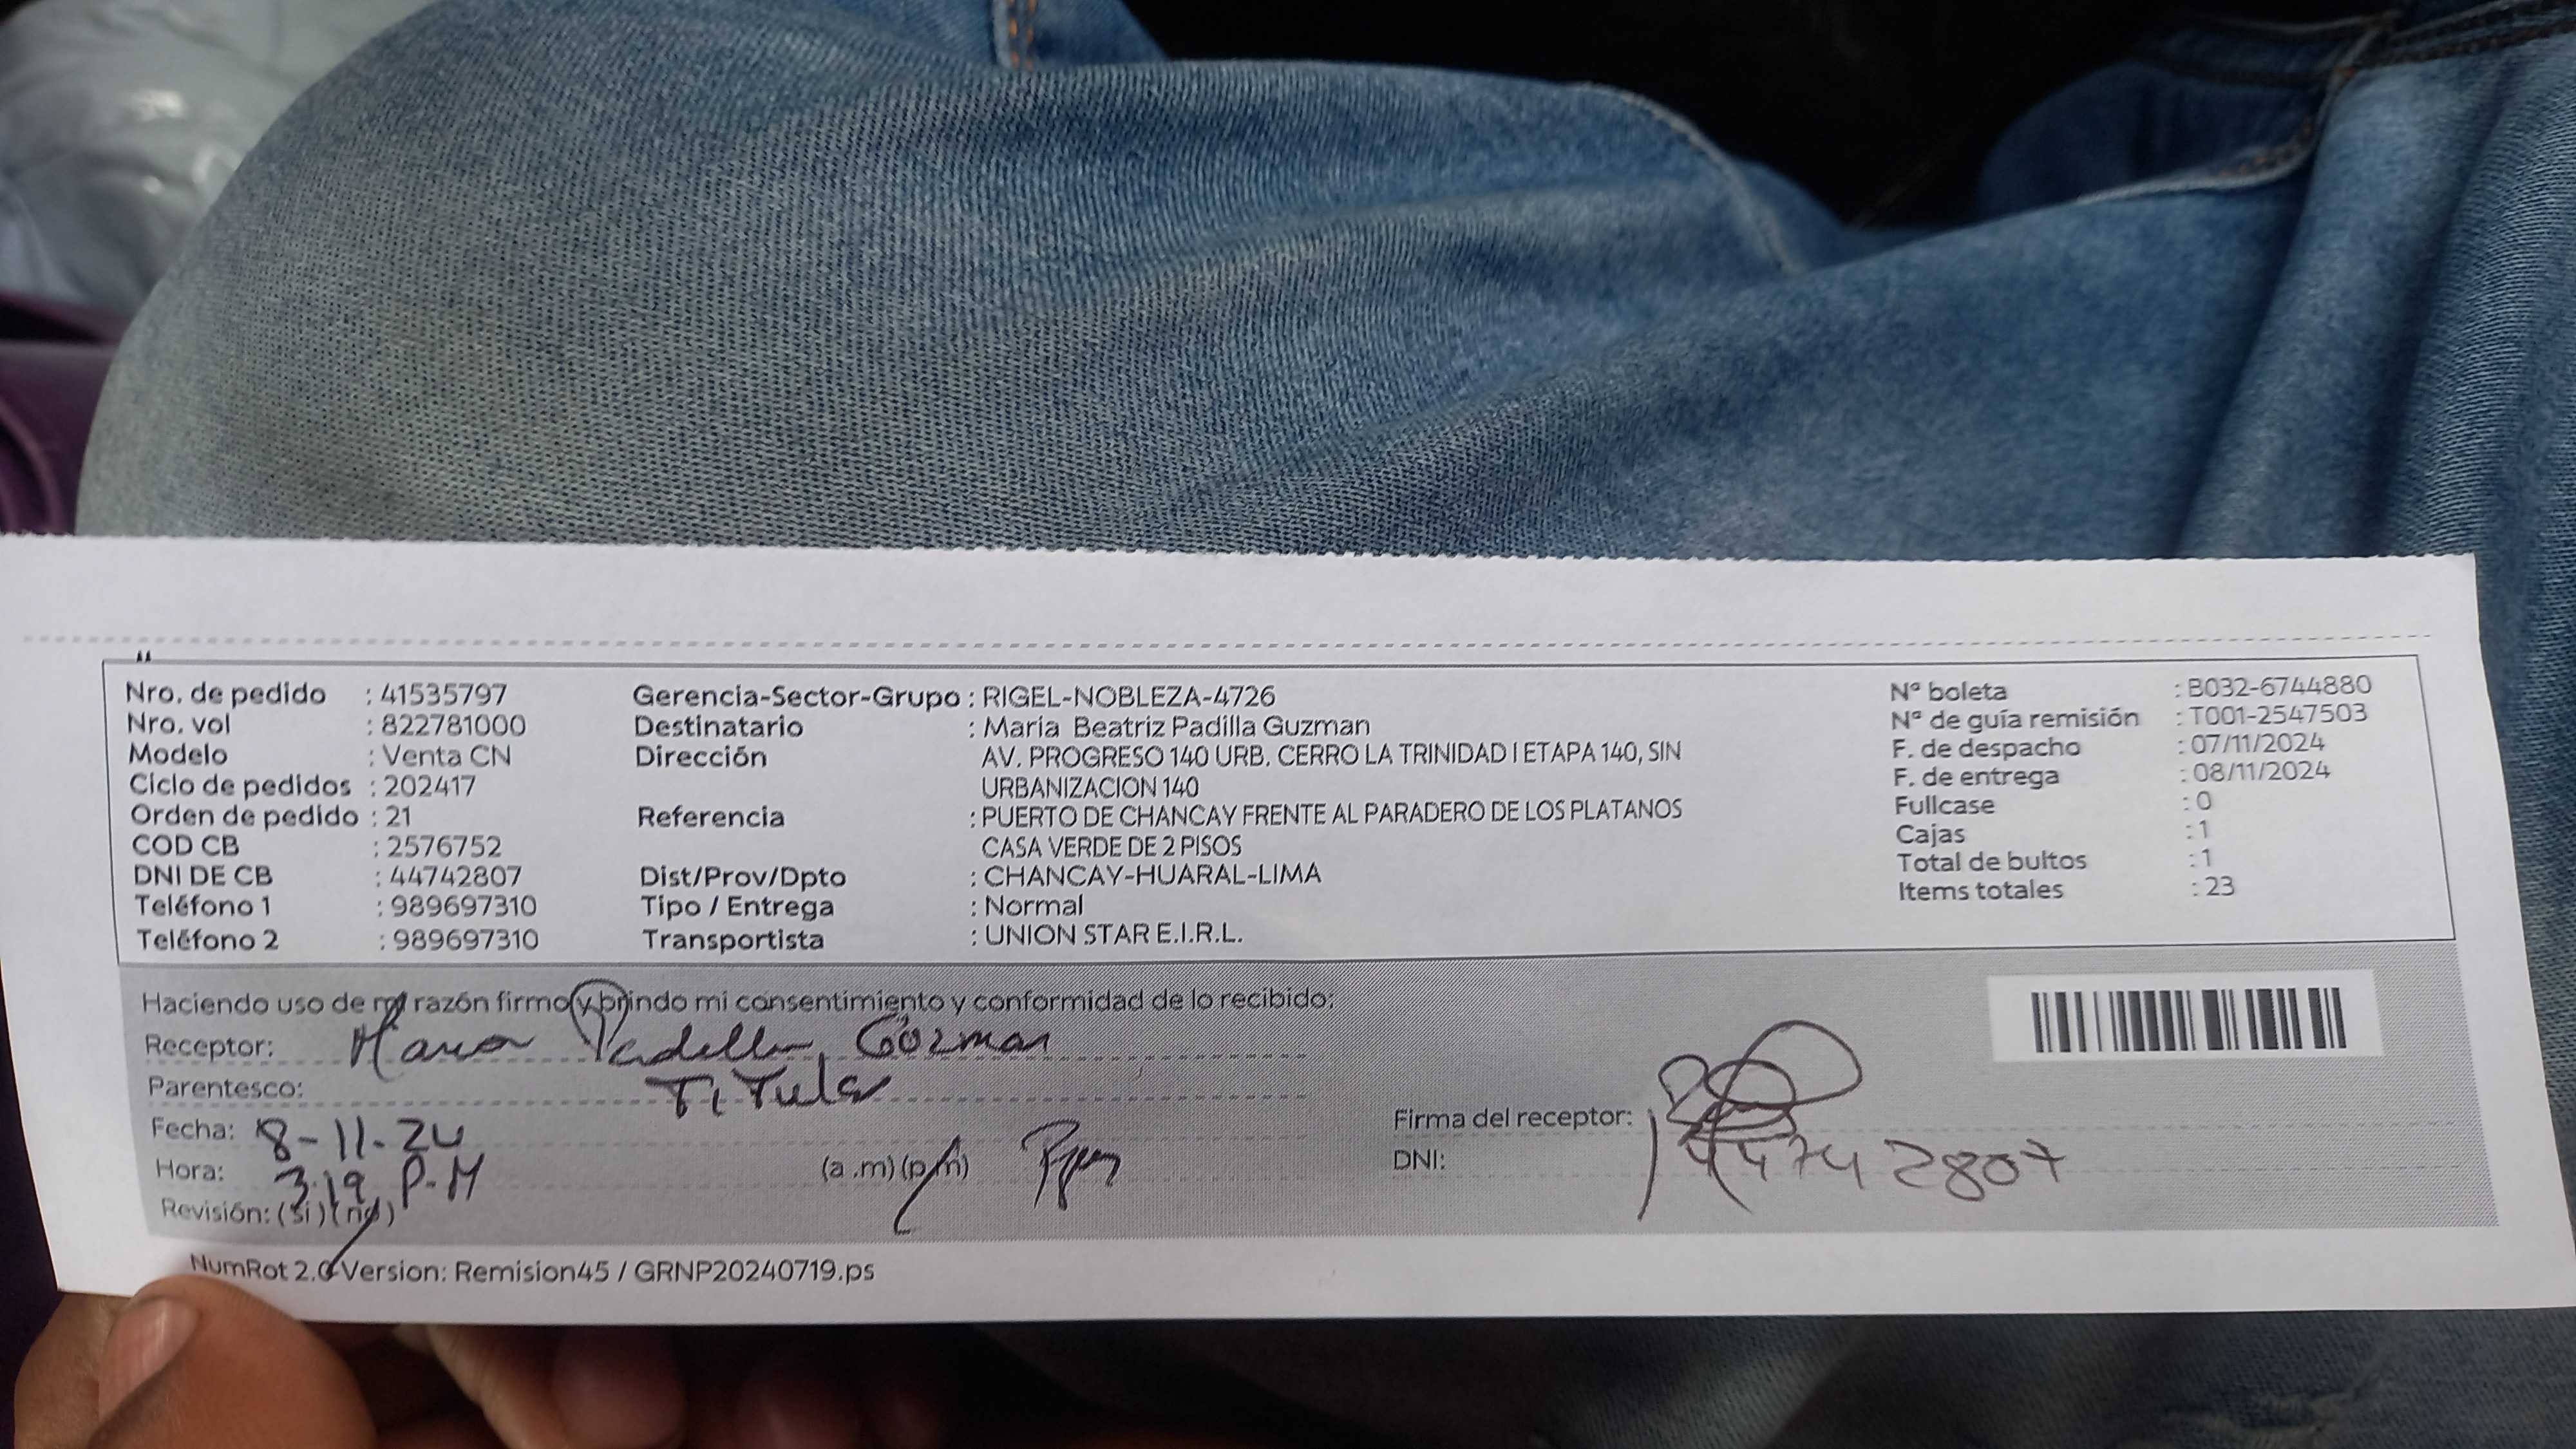 Nro. de pedido : 41535797 Gerencia-Sector-Grupo : RIGEL-NOBLEZA-4726 Nº boleta : B032-6744880
Nro. vol : 822781000 Destinatario : Maria Beatriz Padilla Guzman Nº de guía remisión : T001-2547503
Modelo : Venta CN Dirección AV. PROGRESO 140 URB. CERRO LA TRINIDAD I ETAPA 140, SIN F. de despacho : 07/11/2024
Ciclo de pedidos : 202417 URBANIZACION 140 F. de entrega : 08/11/2024
Orden de pedido : 21 Referencia : PUERTO DE CHANCAY FRENTE AL PARADERO DE LOS PLATANOS Fullcase : 0
COD CB : 2576752 CASA VERDE DE 2 PISOS Cajas : 1
DNI DE CB : 44742807 Dist/Prov/Dpto : CHANCAY-HUARAL-LIMA Total de bultos : 1
Teléfono 1 : 989697310 Tipo / Entrega : Normal Items totales : 23
Teléfono 2 : 989697310 Transportista : UNION STAR E.I.R.L.
Haciendo uso de mi razón firmo y brindo mi consentimiento y conformidad de lo recibido:
Receptor: Maria Padilla Gozman
Parentesco: TiTular
Fecha: 8-11-24 Firma del receptor:
Hora: 3:19 P-M (a .m) (p.m) DNI: 44742807
Revisión: (si ) ( no )
NumRot 2.0 Version: Remision45 / GRNP20240719.ps